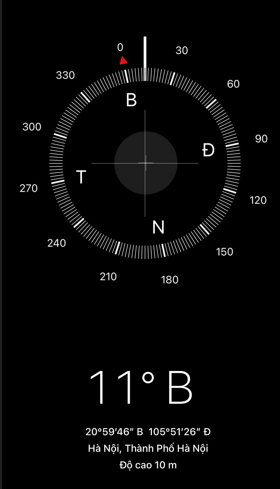 0
30
330
60
B
300
90
Đ
T
270
120
N
240
150
210
180
11° B
20°59'46" B 105°51'26" Đ
Hà Nội, Thành Phố Hà Nội
Độ cao 10 m